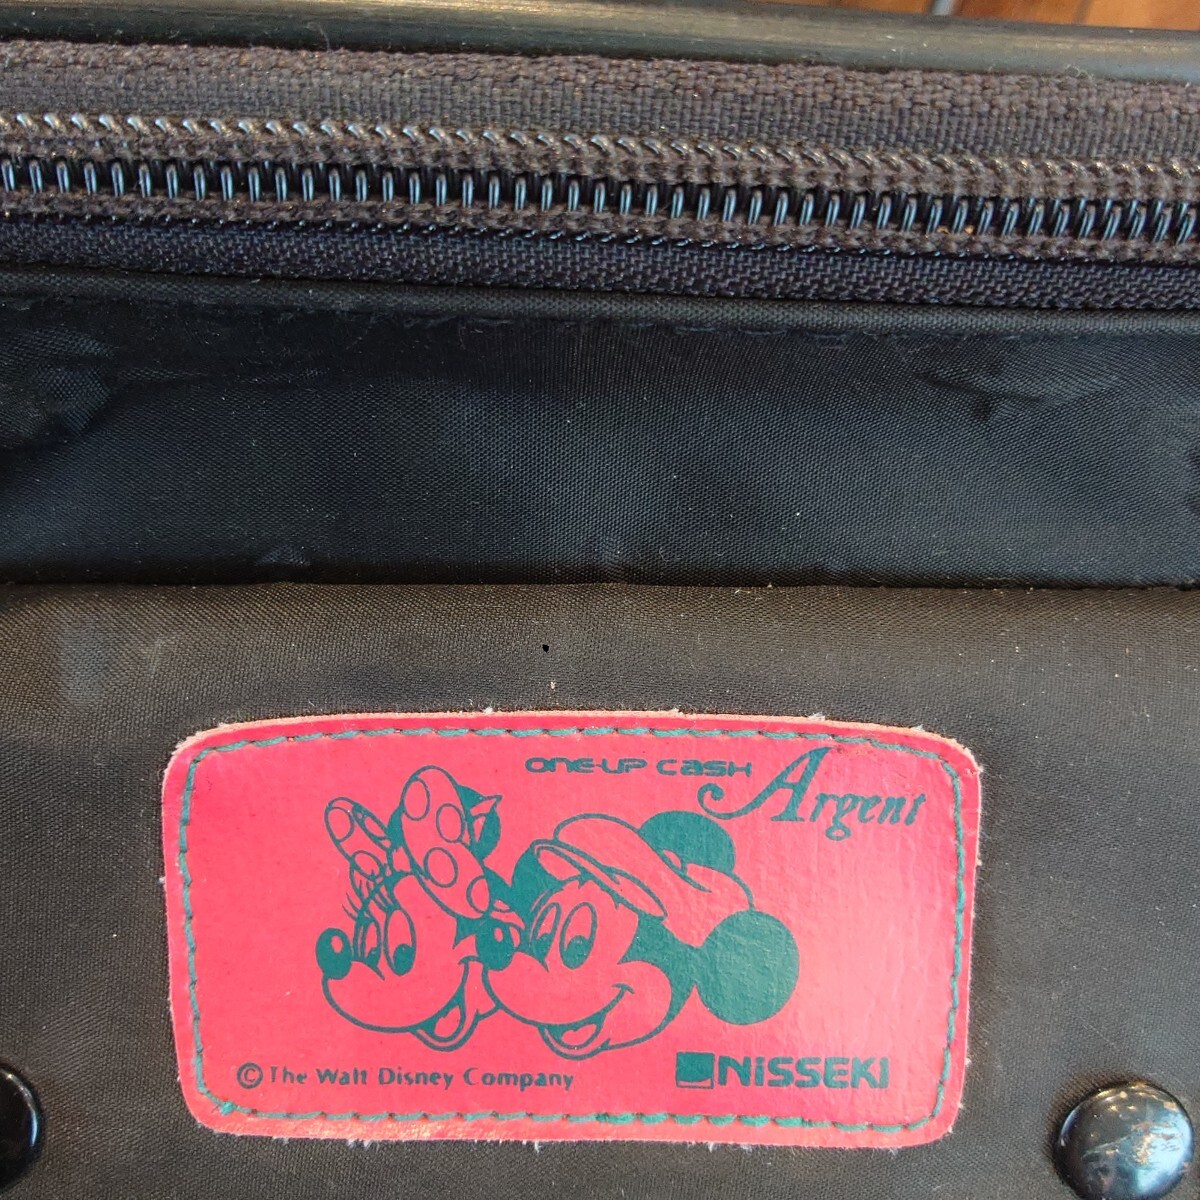 ONE-UP CASH
Argent
© The Walt Disney Company
NISSEKI